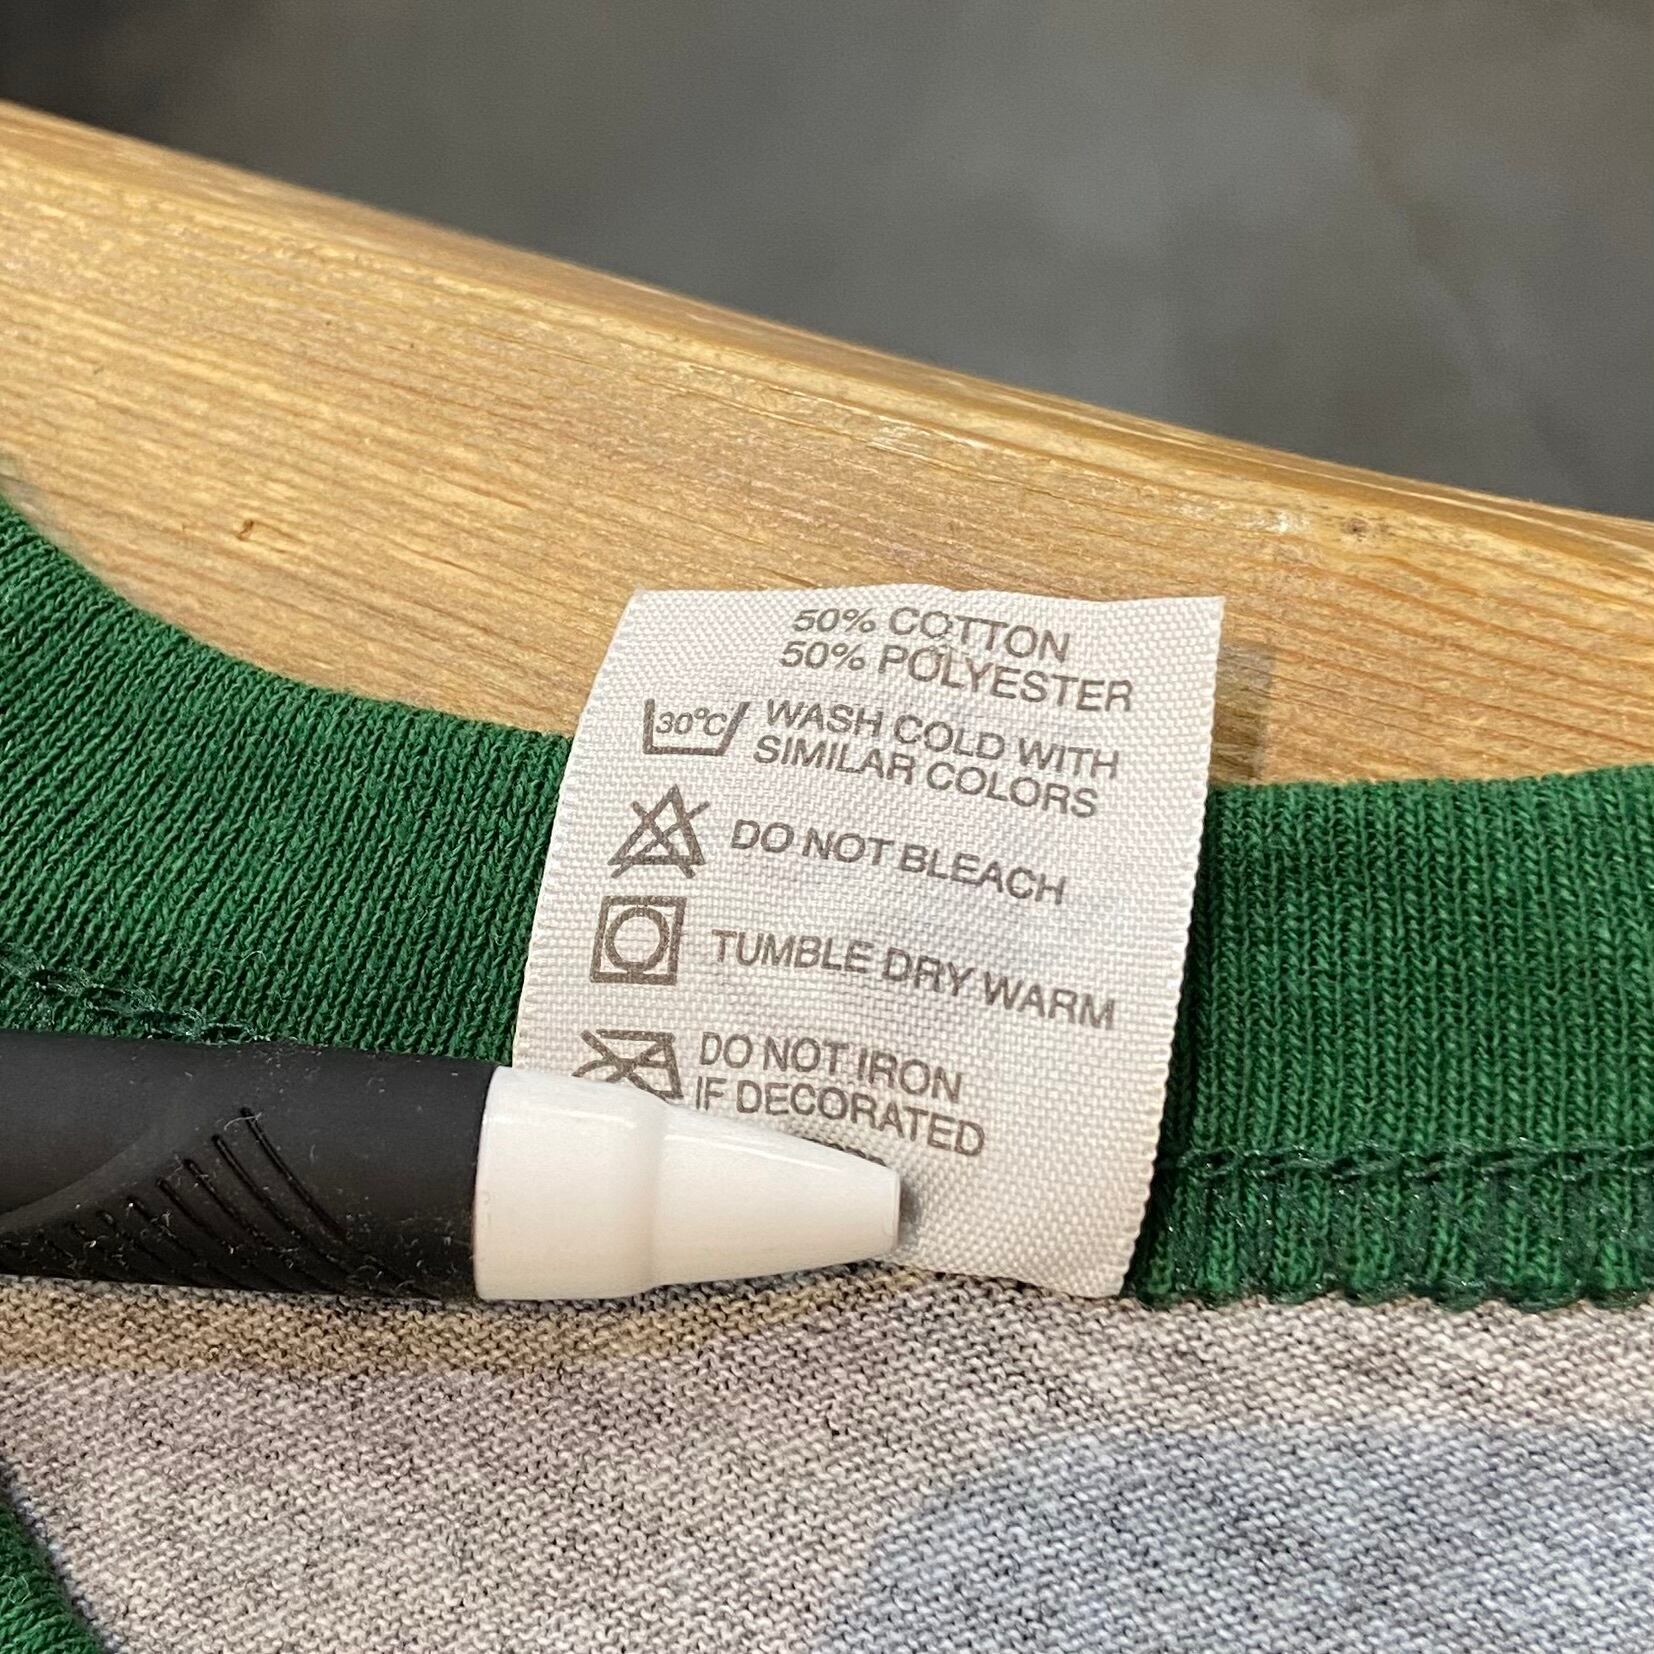 50% COTTON
50% POLYESTER
30°C WASH COLD WITH
SIMILAR COLORS
DO NOT BLEACH
TUMBLE DRY WARM
DO NOT IRON
IF DECORATED